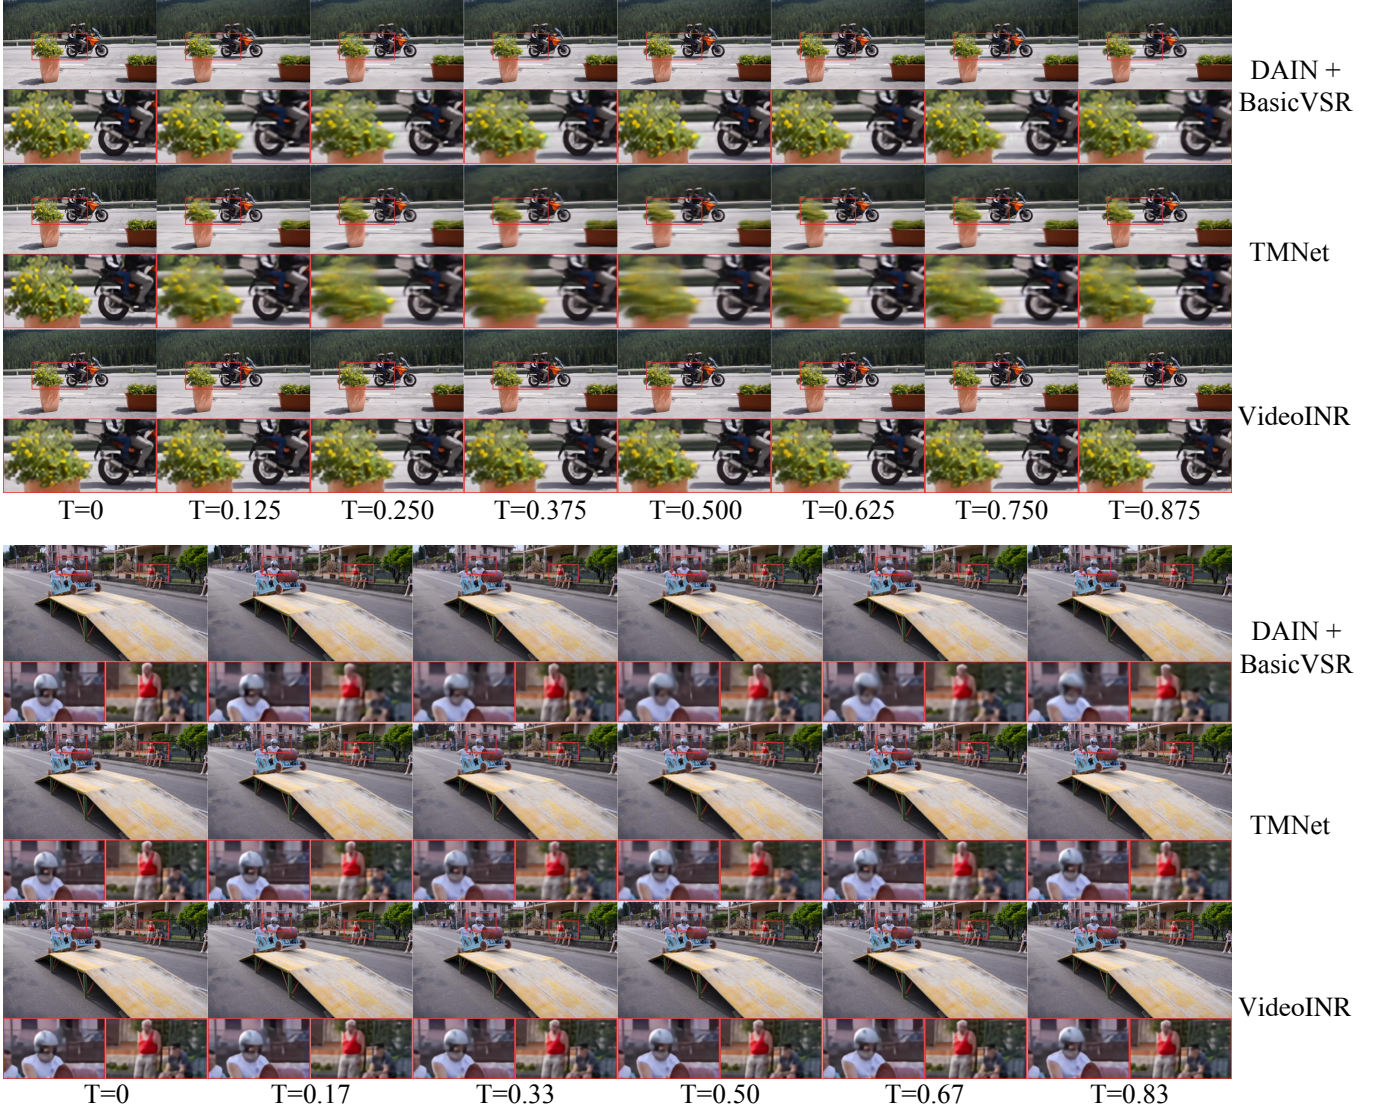 DAIN +
BasicVSR
TMNet
VideoINR
T=0 T=0.125 T=0.250 T=0.375 T=0.500 T=0.625 T=0.750 T=0.875
DAIN +
BasicVSR
TMNet
VideoINR
T=0 T=0.17 T=0.33 T=0.50 T=0.67 T=0.83